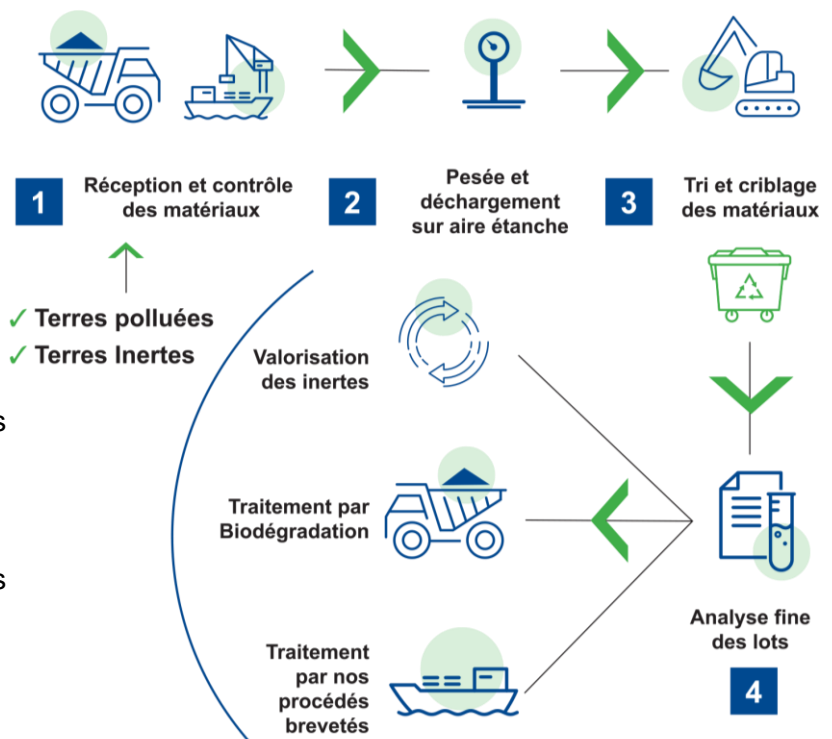 1
Réception et contrôle
des matériaux
2
Pesée et
déchargement
sur aire étanche
3
Tri et criblage
des matériaux
✓ Terres polluées
✓ Terres Inertes
Valorisation
des inertes
s
Traitement par
Biodégradation
s
Traitement
par nos
procédés
brevetés
Analyse fine
des lots
4